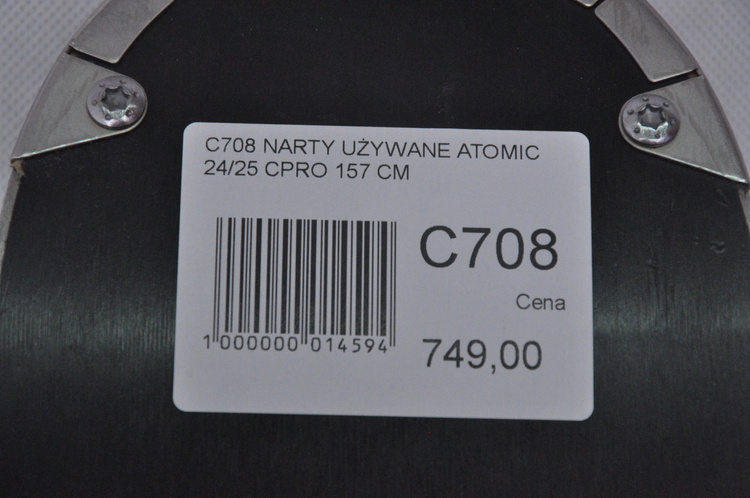 C708 NARTY UŻYWANE ATOMIC
24/25 CPRO 157 CM
C708
Cena
749,00
1 000000 014594